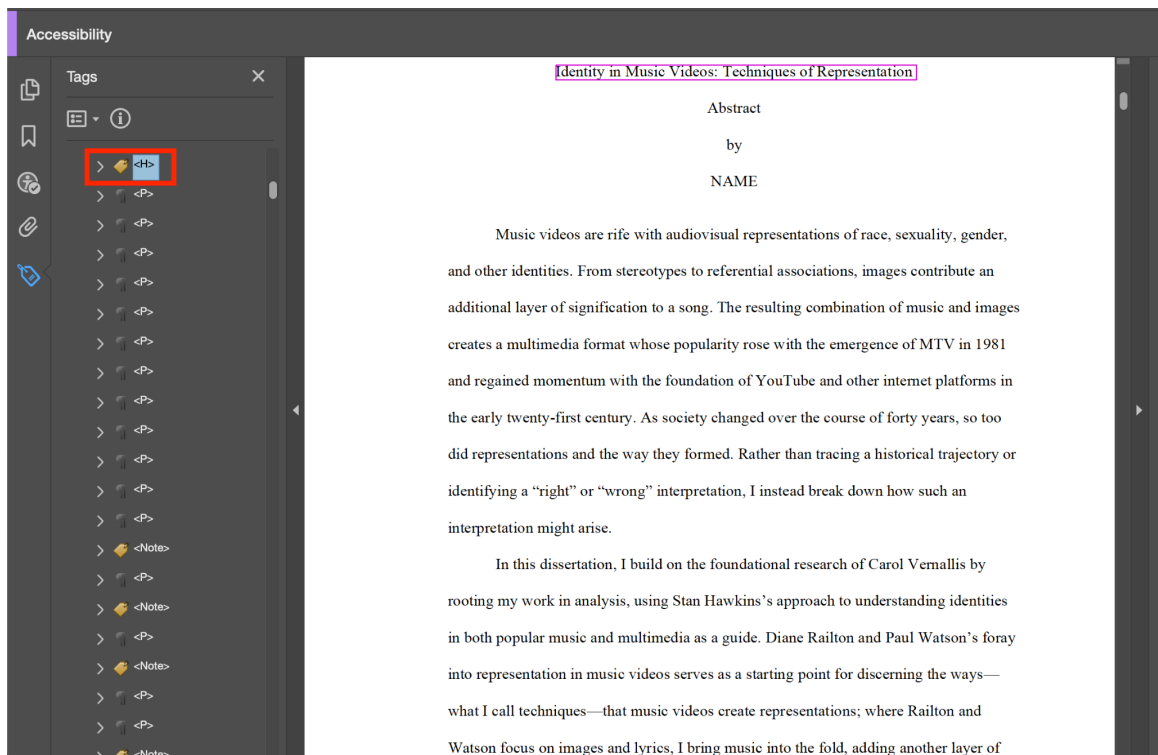 Accessibility
Tags
<H>
<P>
<P>
<P>
<P>
<P>
<P>
<P>
<P>
<P>
<P>
<P>
<P>
<Note>
<P>
<Note>
<P>
<Note>
<P>
<P>
<Note>
Identity in Music Videos: Techniques of Representation
Abstract
by
NAME
Music videos are rife with audiovisual representations of race, sexuality, gender,
and other identities. From stereotypes to referential associations, images contribute an
additional layer of signification to a song. The resulting combination of music and images
creates a multimedia format whose popularity rose with the emergence of MTV in 1981
and regained momentum with the foundation of YouTube and other internet platforms in
the early twenty-first century. As society changed over the course of forty years, so too
did representations and the way they formed. Rather than tracing a historical trajectory or
identifying a “right” or “wrong” interpretation, I instead break down how such an
interpretation might arise.
In this dissertation, I build on the foundational research of Carol Vernallis by
rooting my work in analysis, using Stan Hawkins’s approach to understanding identities
in both popular music and multimedia as a guide. Diane Railton and Paul Watson’s foray
into representation in music videos serves as a starting point for discerning the ways—
what I call techniques—that music videos create representations; where Railton and
Watson focus on images and lyrics, I bring music into the fold, adding another layer of